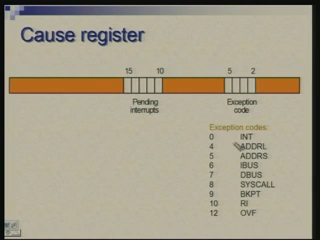 Cause register
15 10 5 2
Pending Exception
interrupts code
Exception codes:
0 INT
4 ADDRL
5 ADDRS
6 IBUS
7 DBUS
8 SYSCALL
9 BKPT
10 RI
12 OVF